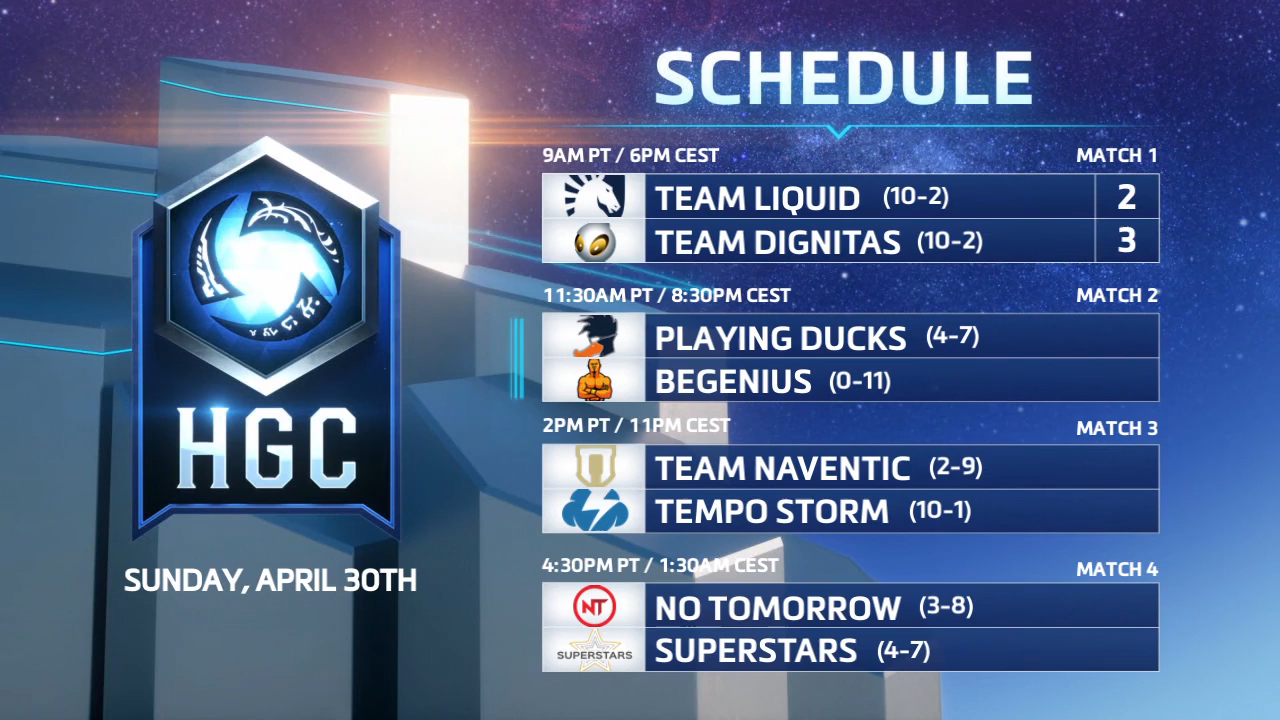 SCHEDULE
9AM PT / 6PM CEST MATCH 1
TEAM LIQUID (10-2) 2
TEAM DIGNITAS (10-2) 3
11:30AM PT / 8:30PM CEST MATCH 2
PLAYING DUCKS (4-7)
BEGENIUS (0-11)
2PM PT / 11PM CEST MATCH 3
TEAM NAVENTIC (2-9)
TEMPO STORM (10-1)
4:30PM PT / 1:30AM CEST MATCH 4
NT NO TOMORROW (3-8)
SUPERSTARS SUPERSTARS (4-7)
HGC
SUNDAY, APRIL 30TH